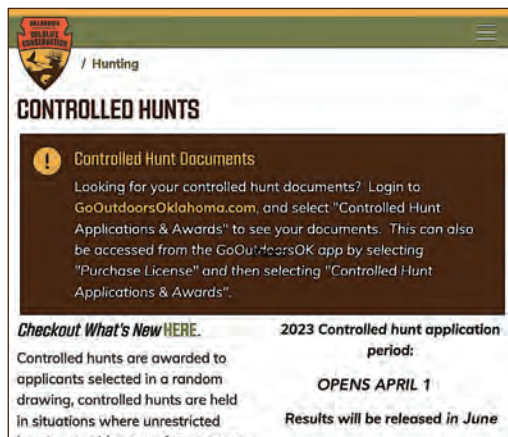 OKLAHOMA
WILDLIFE
CONSERVATION
/ Hunting
CONTROLLED HUNTS
Controlled Hunt Documents
Looking for your controlled hunt documents? Login to
GoOutdoorsOklahoma.com, and select "Controlled Hunt
Applications & Awards" to see your documents. This can also
be accessed from the GoOutdoorsOK app by selecting
"Purchase License" and then selecting "Controlled Hunt
Applications & Awards".
Checkout What's New HERE.
Controlled hunts are awarded to
applicants selected in a random
drawing, controlled hunts are held
in situations where unrestricted
2023 Controlled hunt application
period:
OPENS APRIL 1
Results will be released in June